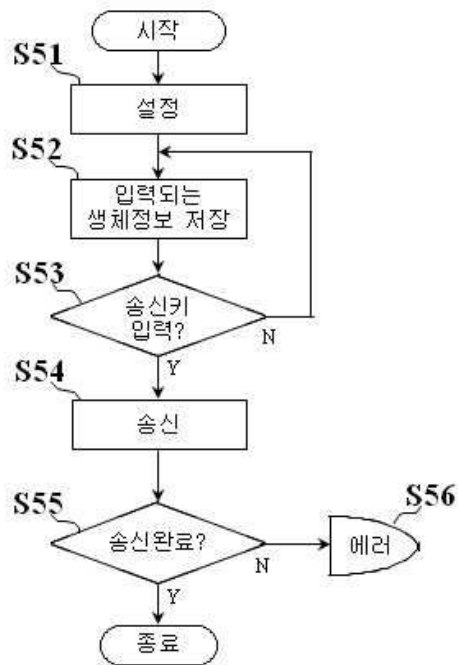 시작
S51
설정
S52
입력되는
생체정보 저장
S53
송신키
입력?
N
Y
S54
송신
S55
송신완료?
N
S56
에러
Y
종료